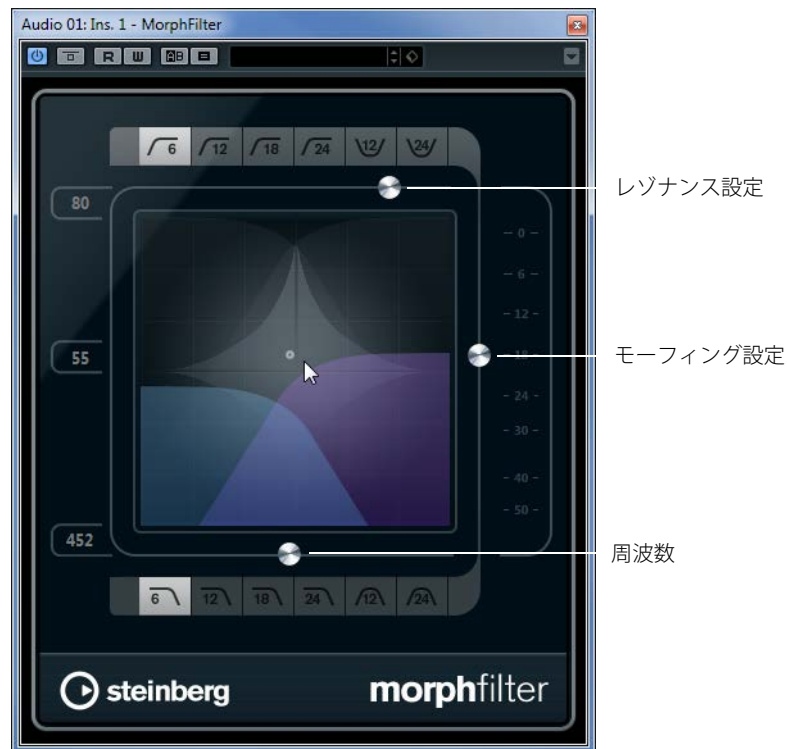 Audio 01: Ins. 1 - MorphFilter
R W AB
6 12 18 24 12 24
レゾナンス設定
80
- 0 -
- 6 -
- 12 -
55
- 18 -
モーフィング設定
- 24 -
- 30 -
- 40 -
- 50 -
452
周波数
6 12 18 24 12 24
steinberg
morphfilter